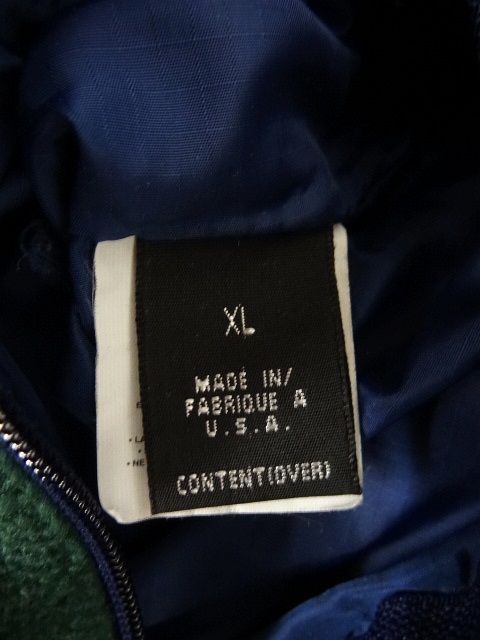 XL
MADE IN/
FABRIQUE A
U.S.A.
CONTENT(OVER)